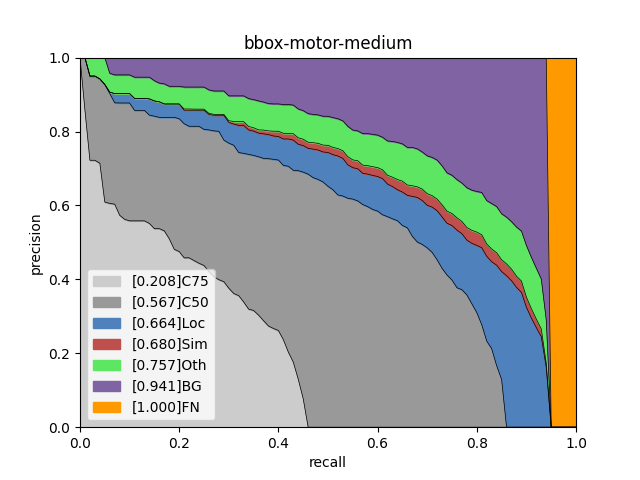 bbox-motor-medium
precision
1.0
0.8
0.6
0.4
0.2
0.0
[0.208]C75
[0.567]C50
[0.664]Loc
[0.680]Sim
[0.757]Oth
[0.941]BG
[1.000]FN
0.0 0.2 0.4 0.6 0.8 1.0
recall